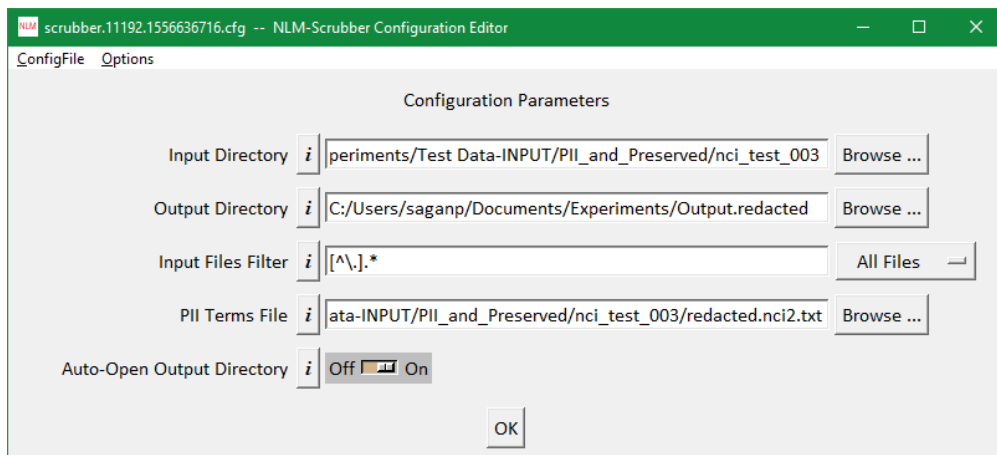 NLM scrubber.11192.1556636716.cfg -- NLM-Scrubber Configuration Editor
ConfigFile Options
Configuration Parameters
Input Directory i periments/Test Data-INPUT/PII_and_Preserved/nci_test_003 Browse ...
Output Directory i C:/Users/saganp/Documents/Experiments/Output.redacted Browse ...
Input Files Filter i [^\.].* All Files
PII Terms File i ata-INPUT/PII_and_Preserved/nci_test_003/redacted.nci2.txt Browse ...
Auto-Open Output Directory i Off On
OK